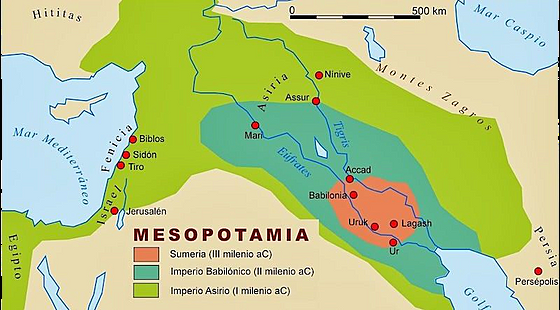 Hititas
0
500 km
Mar Caspio
Montes Zagros
Nínive
Asiria
Assur
Mari
Tigris
Éufrates
Fenicia
Biblos
Sidón
Tiro
Mar Mediterráneo
Israel
Jerusalén
Accad
Babilonia
Uruk
Lagash
Ur
Egipto
Persia
Persépolis
Golf
MESOPOTAMIA
Sumeria (III milenio aC)
Imperio Babilónico (II milenio aC)
Imperio Asirio (I milenio aC)